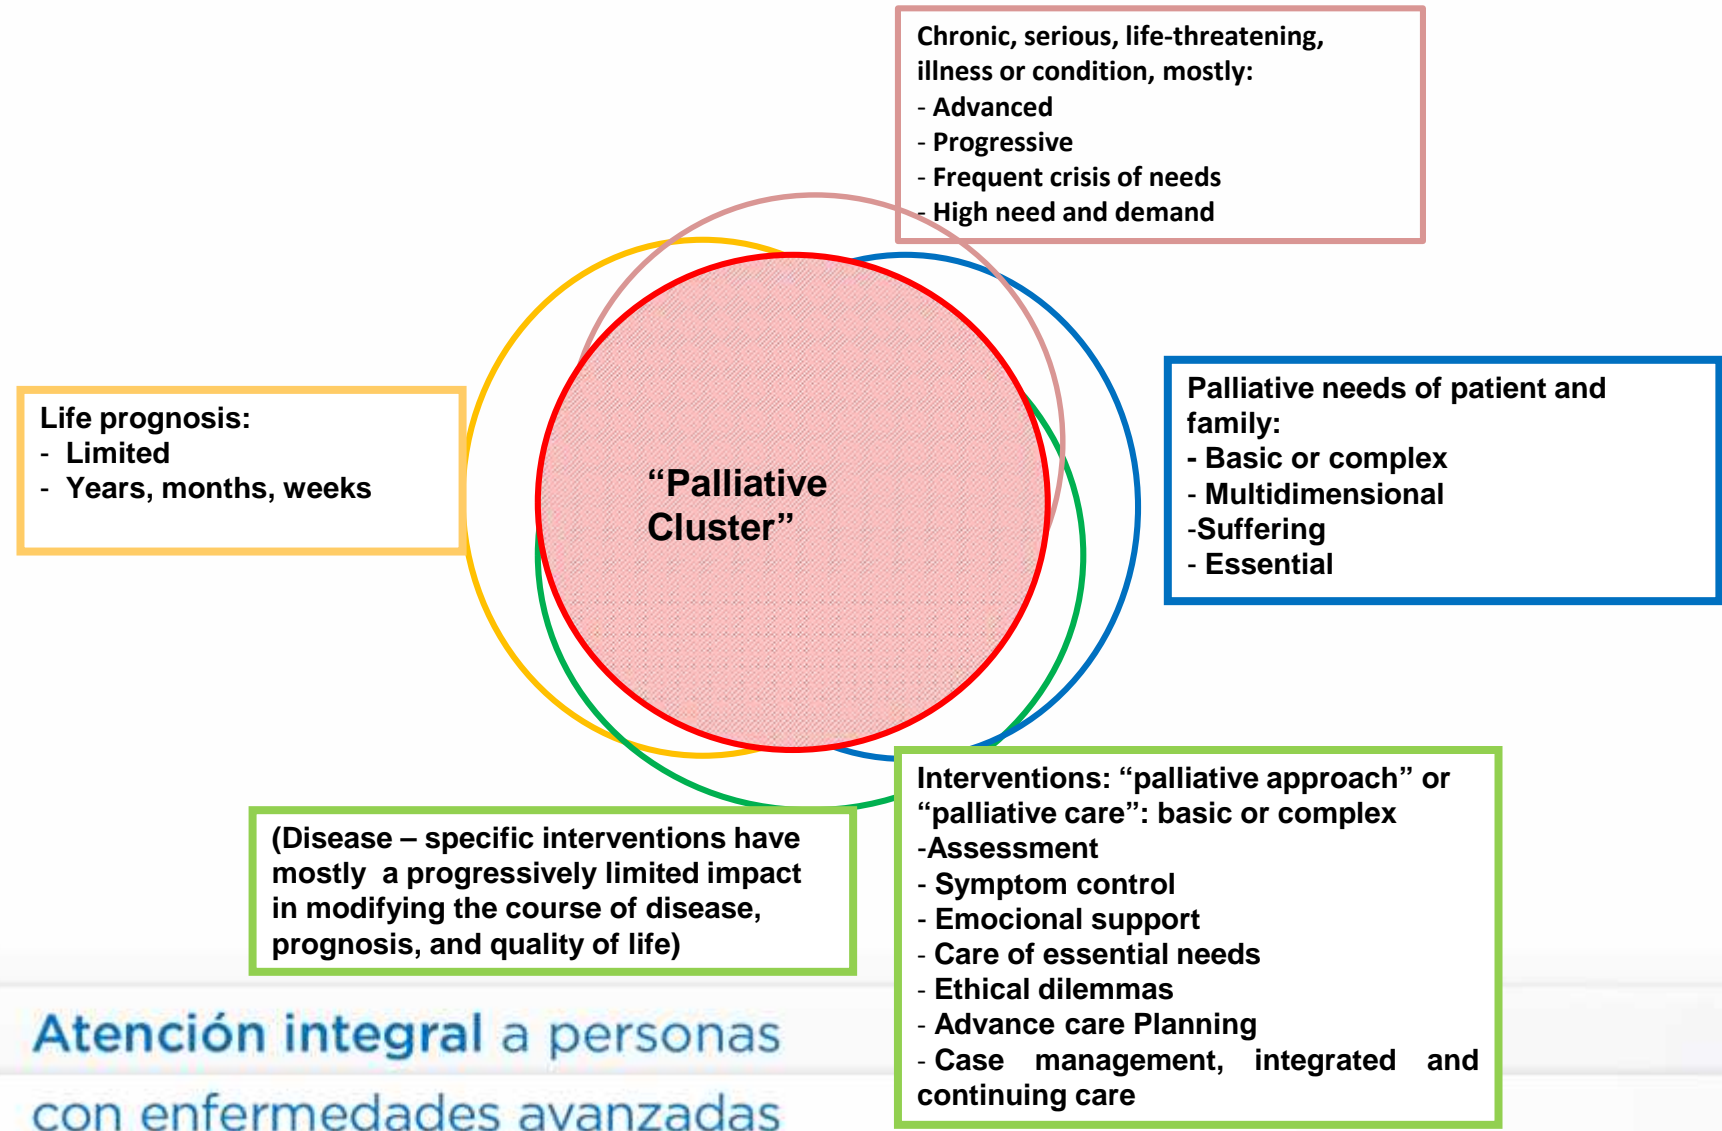 Chronic, serious, life-threatening,
illness or condition, mostly:
- Advanced
- Progressive
- Frequent crisis of needs
- High need and demand
Life prognosis:
- Limited
- Years, months, weeks
“Palliative
Cluster”
Palliative needs of patient and
family:
- Basic or complex
- Multidimensional
-Suffering
- Essential
(Disease – specific interventions have
mostly a progressively limited impact
in modifying the course of disease,
prognosis, and quality of life)
Interventions: “palliative approach” or
“palliative care”: basic or complex
-Assessment
- Symptom control
- Emocional support
- Care of essential needs
- Ethical dilemmas
- Advance care Planning
- Case management, integrated and
continuing care
Atención integral a personas
con enfermedades avanzadas